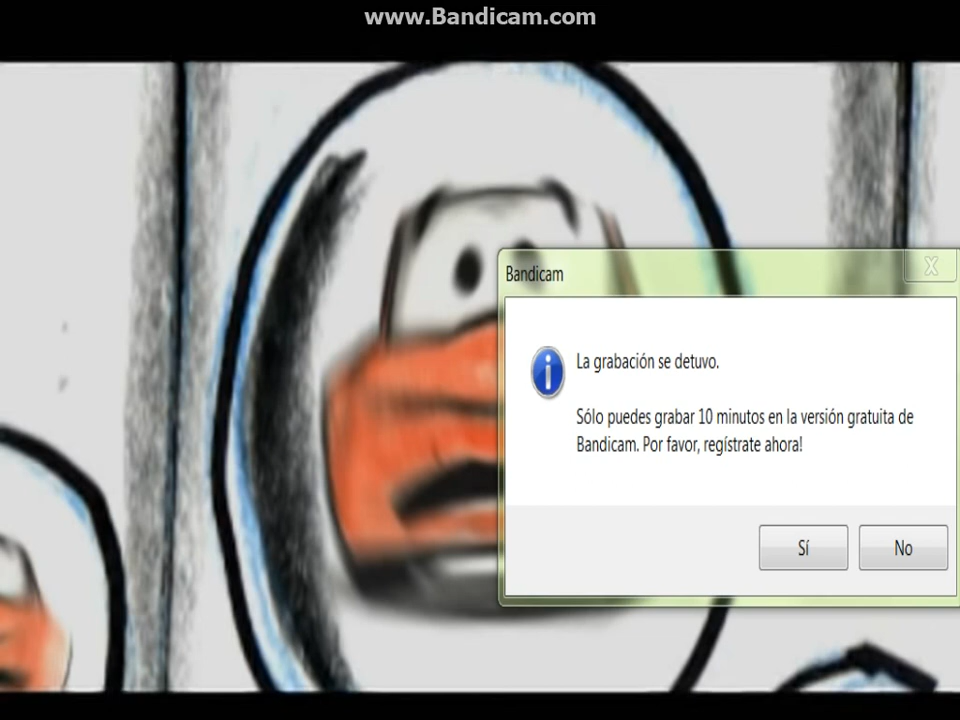 www.Bandicam.com
Bandicam
X
La grabación se detuvo.
Sólo puedes grabar 10 minutos en la versión gratuita de
Bandicam. Por favor, regístrate ahora!
Sí
No